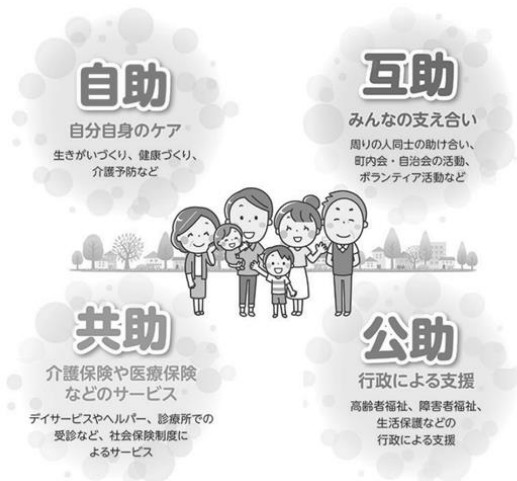 自助
自分自身のケア
生きがいづくり、健康づくり、
介護予防など
互助
みんなの支え合い
周りの人同士の助け合い、
町内会・自治会の活動、
ボランティア活動など
共助
介護保険や医療保険
などのサービス
デイサービスやヘルパー、診療所での
受診など、社会保険制度に
よるサービス
公助
行政による支援
高齢者福祉、障害者福祉、
生活保護などの
行政による支援